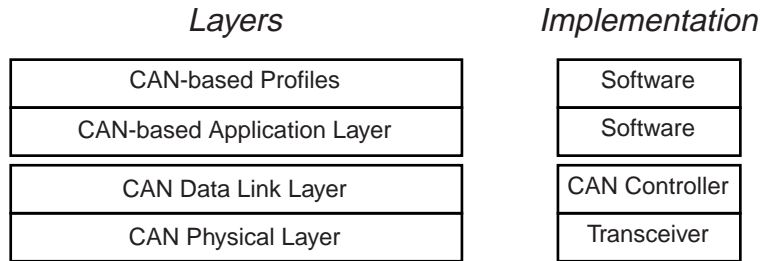 Layers Implementation
CAN-based Profiles Software
CAN-based Application Layer Software
CAN Data Link Layer CAN Controller
CAN Physical Layer Transceiver